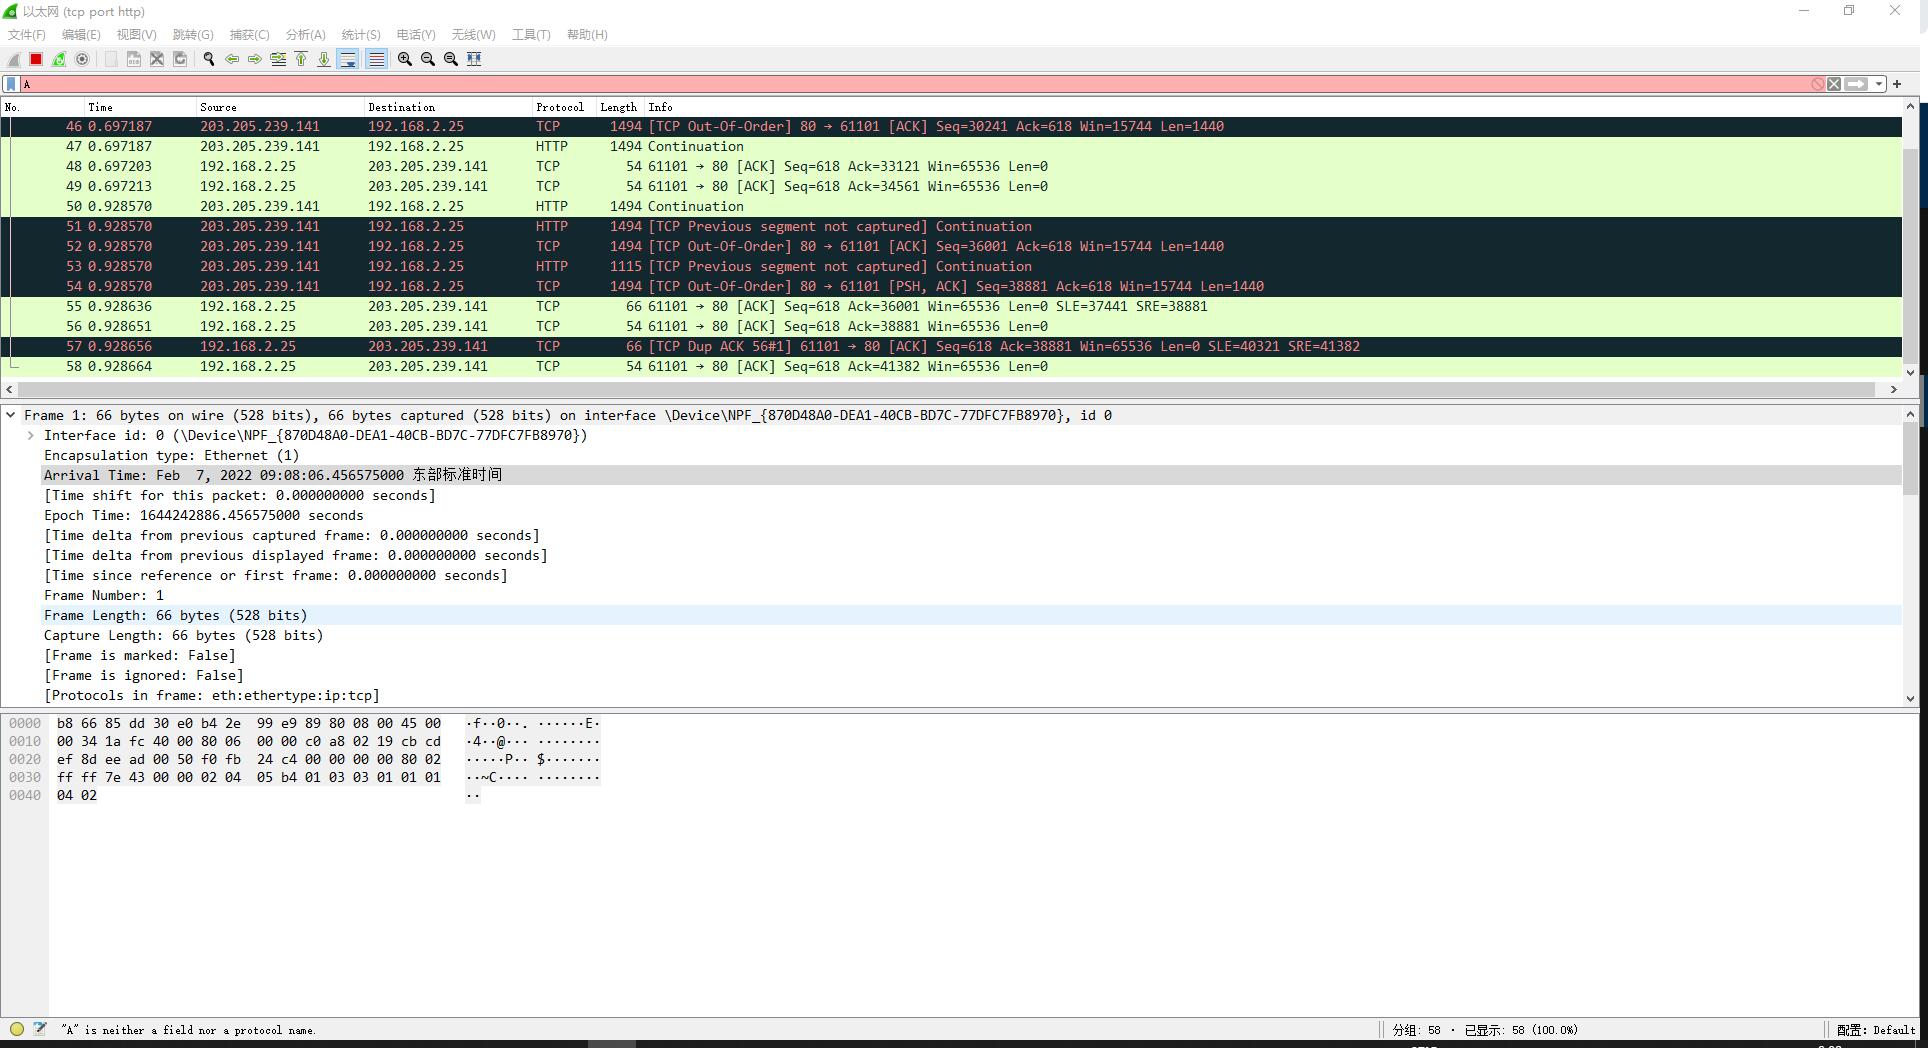 以太网 (tcp port http)
文件(F) 编辑(E) 视图(V) 跳转(G) 捕获(C) 分析(A) 统计(S) 电话(Y) 无线(W) 工具(T) 帮助(H)
A
No. Time Source Destination Protocol Length Info
46 0.697187 203.205.239.141 192.168.2.25 TCP 1494 [TCP Out-Of-Order] 80 → 61101 [ACK] Seq=30241 Ack=618 Win=15744 Len=1440
47 0.697187 203.205.239.141 192.168.2.25 HTTP 1494 Continuation
48 0.697203 192.168.2.25 203.205.239.141 TCP 54 61101 → 80 [ACK] Seq=618 Ack=33121 Win=65536 Len=0
49 0.697213 192.168.2.25 203.205.239.141 TCP 54 61101 → 80 [ACK] Seq=618 Ack=34561 Win=65536 Len=0
50 0.928570 203.205.239.141 192.168.2.25 HTTP 1494 Continuation
51 0.928570 203.205.239.141 192.168.2.25 HTTP 1494 [TCP Previous segment not captured] Continuation
52 0.928570 203.205.239.141 192.168.2.25 TCP 1494 [TCP Out-Of-Order] 80 → 61101 [ACK] Seq=36001 Ack=618 Win=15744 Len=1440
53 0.928570 203.205.239.141 192.168.2.25 HTTP 1115 [TCP Previous segment not captured] Continuation
54 0.928570 203.205.239.141 192.168.2.25 TCP 1494 [TCP Out-Of-Order] 80 → 61101 [PSH, ACK] Seq=38881 Ack=618 Win=15744 Len=1440
55 0.928636 192.168.2.25 203.205.239.141 TCP 66 61101 → 80 [ACK] Seq=618 Ack=36001 Win=65536 Len=0 SLE=37441 SRE=38881
56 0.928651 192.168.2.25 203.205.239.141 TCP 54 61101 → 80 [ACK] Seq=618 Ack=38881 Win=65536 Len=0
57 0.928656 192.168.2.25 203.205.239.141 TCP 66 [TCP Dup ACK 56#1] 61101 → 80 [ACK] Seq=618 Ack=38881 Win=65536 Len=0 SLE=40321 SRE=41382
58 0.928664 192.168.2.25 203.205.239.141 TCP 54 61101 → 80 [ACK] Seq=618 Ack=41382 Win=65536 Len=0
Frame 1: 66 bytes on wire (528 bits), 66 bytes captured (528 bits) on interface \Device\NPF_{870D48A0-DEA1-40CB-BD7C-77DFC7FB8970}, id 0
Interface id: 0 (\Device\NPF_{870D48A0-DEA1-40CB-BD7C-77DFC7FB8970})
Encapsulation type: Ethernet (1)
Arrival Time: Feb  7, 2022 09:08:06.456575000 东部标准时间
[Time shift for this packet: 0.000000000 seconds]
Epoch Time: 1644242886.456575000 seconds
[Time delta from previous captured frame: 0.000000000 seconds]
[Time delta from previous displayed frame: 0.000000000 seconds]
[Time since reference or first frame: 0.000000000 seconds]
Frame Number: 1
Frame Length: 66 bytes (528 bits)
Capture Length: 66 bytes (528 bits)
[Frame is marked: False]
[Frame is ignored: False]
[Protocols in frame: eth:ethertype:ip:tcp]
0000 b8 66 85 dd 30 e0 b4 2e 99 e9 89 80 08 00 45 00 ·f··0··. ······E·
0010 00 34 1a fc 40 00 80 06 00 00 c0 a8 02 19 cb cd ·4··@··· ········
0020 ef 8d ee ad 00 50 f0 fb 24 c4 00 00 00 00 80 02 ·····P·· $·······
0030 ff ff 7e 43 00 00 02 04 05 b4 01 03 03 01 01 01 ··~C···· ········
0040 04 02 ··
"A" is neither a field nor a protocol name. 分组: 58 · 已显示: 58 (100.0%) 配置: Default